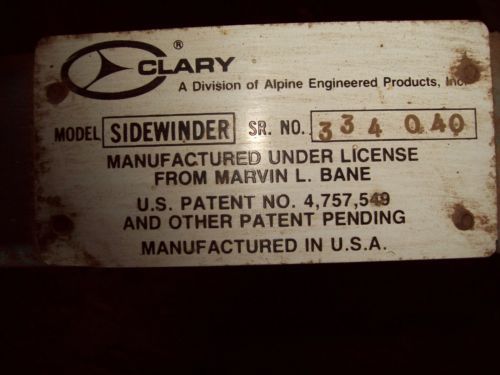 ® CLARY
A Division of Alpine Engineered Products, Inc.
MODEL SIDEWINDER SR. NO. 334 040
MANUFACTURED UNDER LICENSE
FROM MARVIN L. BANE
U.S. PATENT NO. 4,757,549
AND OTHER PATENT PENDING
MANUFACTURED IN U.S.A.